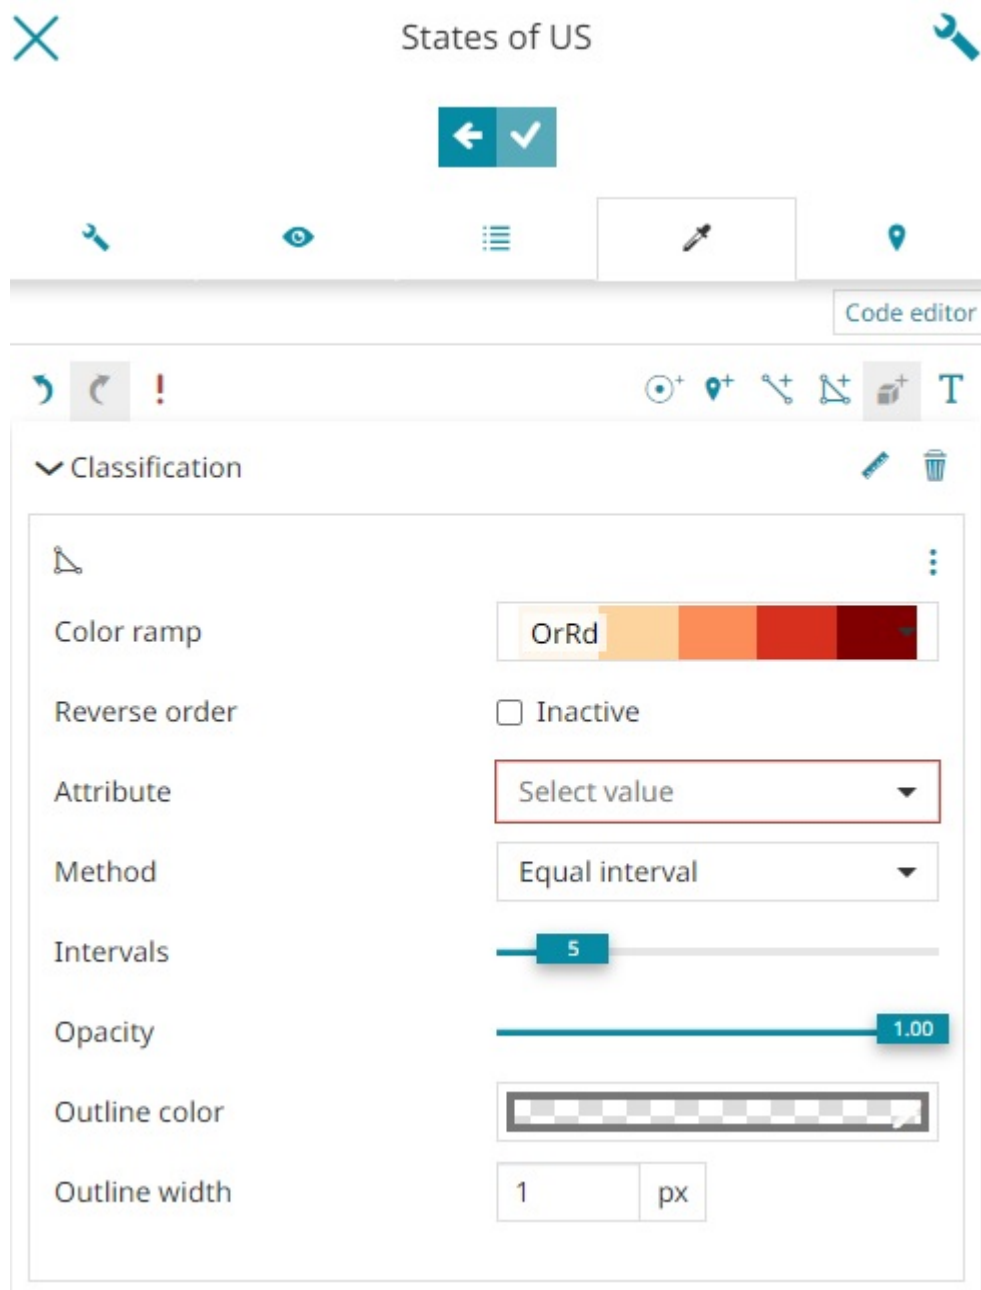 States of US
Code editor
! T
Classification
Color ramp OrRd
Reverse order Inactive
Attribute Select value
Method Equal interval
Intervals 5
Opacity 1.00
Outline color
Outline width 1 px